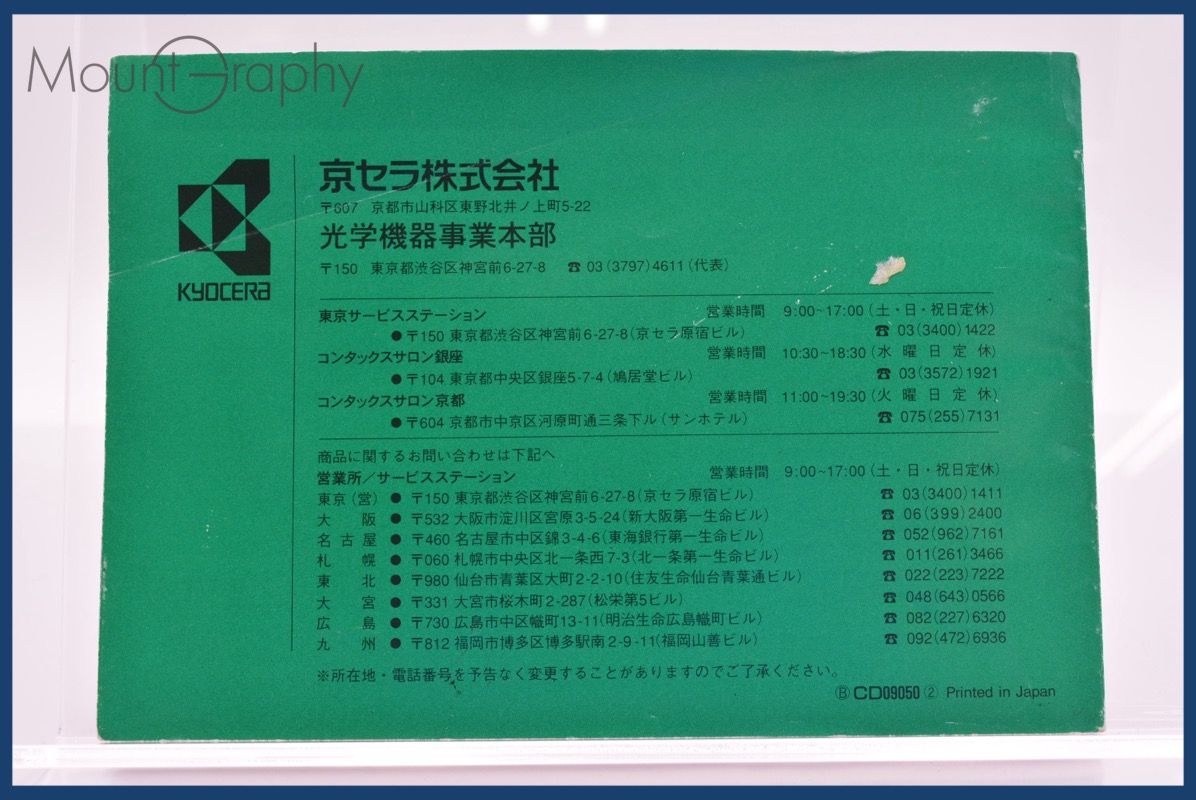 Mount Graphy
KYOCERA
京セラ株式会社
〒607 京都市山科区東野北井ノ上町5-22
光学機器事業本部
〒150 東京都渋谷区神宮前6-27-8 ☎ 03(3797)4611(代表)
東京サービスステーション 営業時間 9:00~17:00(土・日・祝日定休)
●〒150 東京都渋谷区神宮前6-27-8(京セラ原宿ビル) ☎ 03(3400)1422
コンタックスサロン銀座 営業時間 10:30~18:30(水曜日定休)
●〒104 東京都中央区銀座5-7-4(鳩居堂ビル) ☎ 03(3572)1921
コンタックスサロン京都 営業時間 11:00~19:30(火曜日定休)
●〒604 京都市中京区河原町通三条下ル(サンホテル) ☎ 075(255)7131
商品に関するお問い合わせは下記へ
営業所/サービスステーション 営業時間 9:00~17:00(土・日・祝日定休)
東京(営) ● 〒150 東京都渋谷区神宮前6-27-8(京セラ原宿ビル) ☎ 03(3400)1411
大阪 ● 〒532 大阪市淀川区宮原3-5-24(新大阪第一生命ビル) ☎ 06(399)2400
名古屋 ● 〒460 名古屋市中区錦3-4-6(東海銀行第一生命ビル) ☎ 052(962)7161
札幌 ● 〒060 札幌市中央区北一条西7-3(北一条第一生命ビル) ☎ 011(261)3466
東北 ● 〒980 仙台市青葉区大町2-2-10(住友生命仙台青葉通ビル) ☎ 022(223)7222
大宮 ● 〒331 大宮市桜木町2-287(松栄第5ビル) ☎ 048(643)0566
広島 ● 〒730 広島市中区幟町13-11(明治生命広島幟町ビル) ☎ 082(227)6320
九州 ● 〒812 福岡市博多区博多駅南2-9-11(福岡山善ビル) ☎ 092(472)6936
※所在地・電話番号を予告なく変更することがありますのでご了承ください。
Ⓑ CD09050 ② Printed in Japan